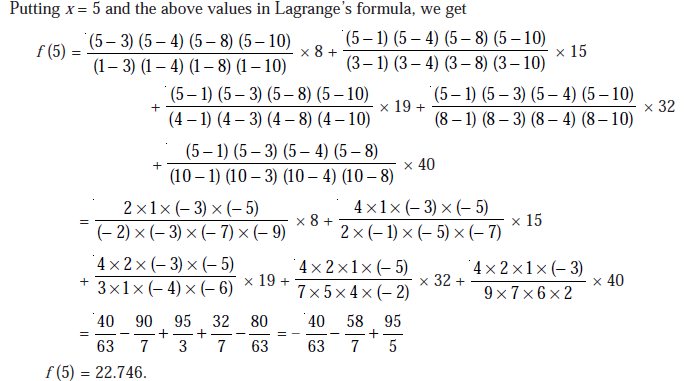 Putting x = 5 and the above values in Lagrange's formula, we get
f (5) = (5 – 3) (5 – 4) (5 – 8) (5 – 10) / (1 – 3) (1 – 4) (1 – 8) (1 – 10) × 8 + (5 – 1) (5 – 4) (5 – 8) (5 – 10) / (3 – 1) (3 – 4) (3 – 8) (3 – 10) × 15
+ (5 – 1) (5 – 3) (5 – 8) (5 – 10) / (4 – 1) (4 – 3) (4 – 8) (4 – 10) × 19 + (5 – 1) (5 – 3) (5 – 4) (5 – 10) / (8 – 1) (8 – 3) (8 – 4) (8 – 10) × 32
+ (5 – 1) (5 – 3) (5 – 4) (5 – 8) / (10 – 1) (10 – 3) (10 – 4) (10 – 8) × 40
= 2 × 1 × (– 3) × (– 5) / (– 2) × (– 3) × (– 7) × (– 9) × 8 + 4 × 1 × (– 3) × (– 5) / 2 × (– 1) × (– 5) × (– 7) × 15
+ 4 × 2 × (– 3) × (– 5) / 3 × 1 × (– 4) × (– 6) × 19 + 4 × 2 × 1 × (– 5) / 7 × 5 × 4 × (– 2) × 32 + 4 × 2 × 1 × (– 3) / 9 × 7 × 6 × 2 × 40
= 40/63 – 90/7 + 95/3 + 32/7 – 80/63 = – 40/63 – 58/7 + 95/5
f (5) = 22.746.